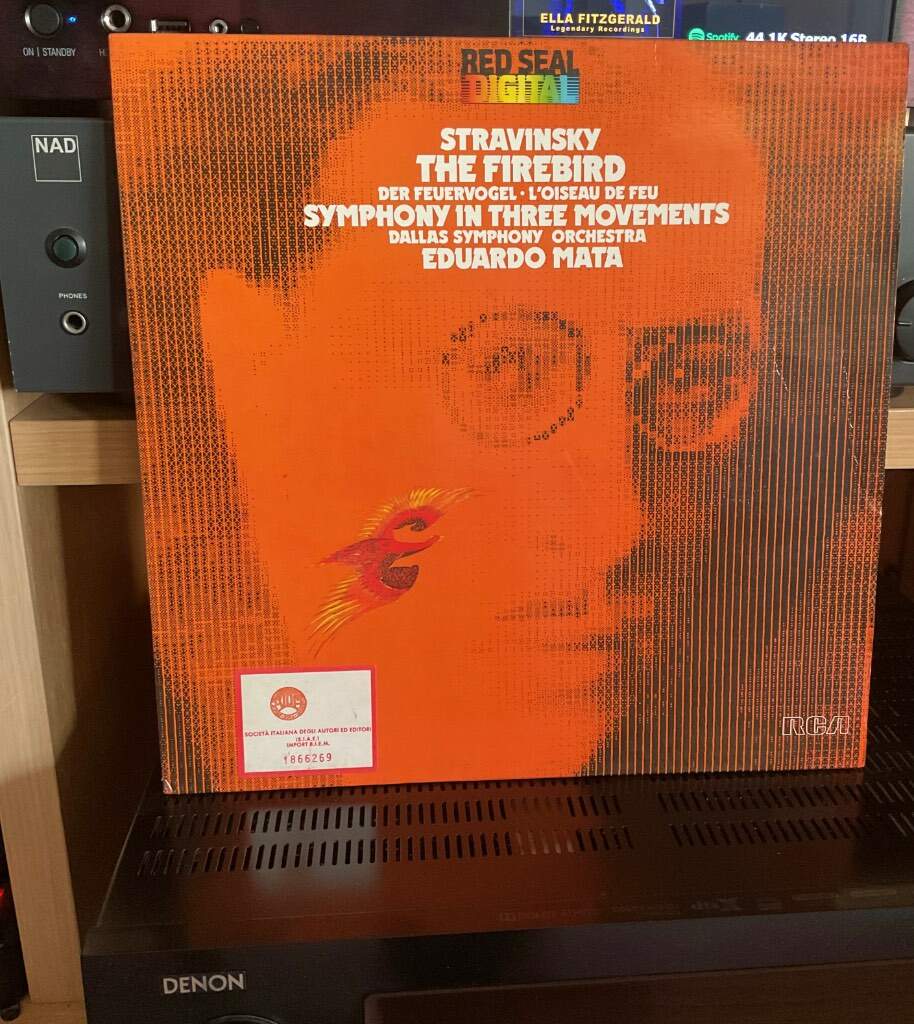 ELLA FITZGERALD
Legendary Recordings
Spotify 44.1K Stereo 16B
ON | STANDBY
NAD
PHONES
RED SEAL
DIGITAL
STRAVINSKY
THE FIREBIRD
DER FEUERVOGEL · L'OISEAU DE FEU
SYMPHONY IN THREE MOVEMENTS
DALLAS SYMPHONY ORCHESTRA
EDUARDO MATA
SOCIETÀ ITALIANA DEGLI AUTORI ED EDITORI
(S.I.A.E.)
IMPORT B.I.E.M.
1866269
RCA
DENON